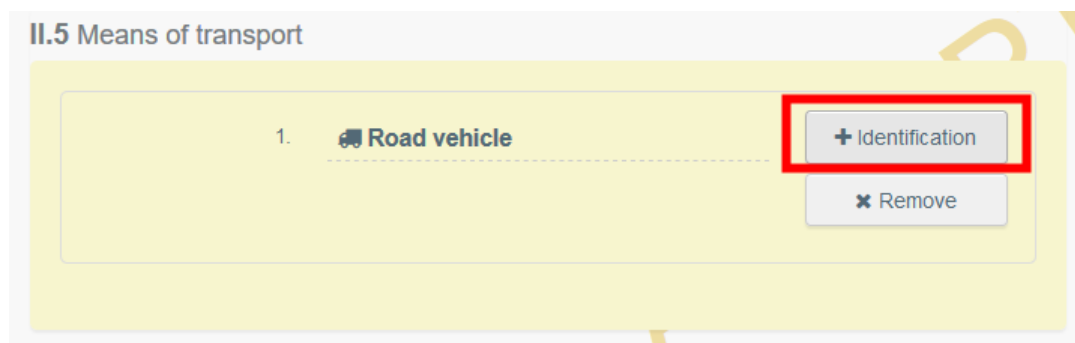 II.5 Means of transport
1. Road vehicle
+ Identification
× Remove